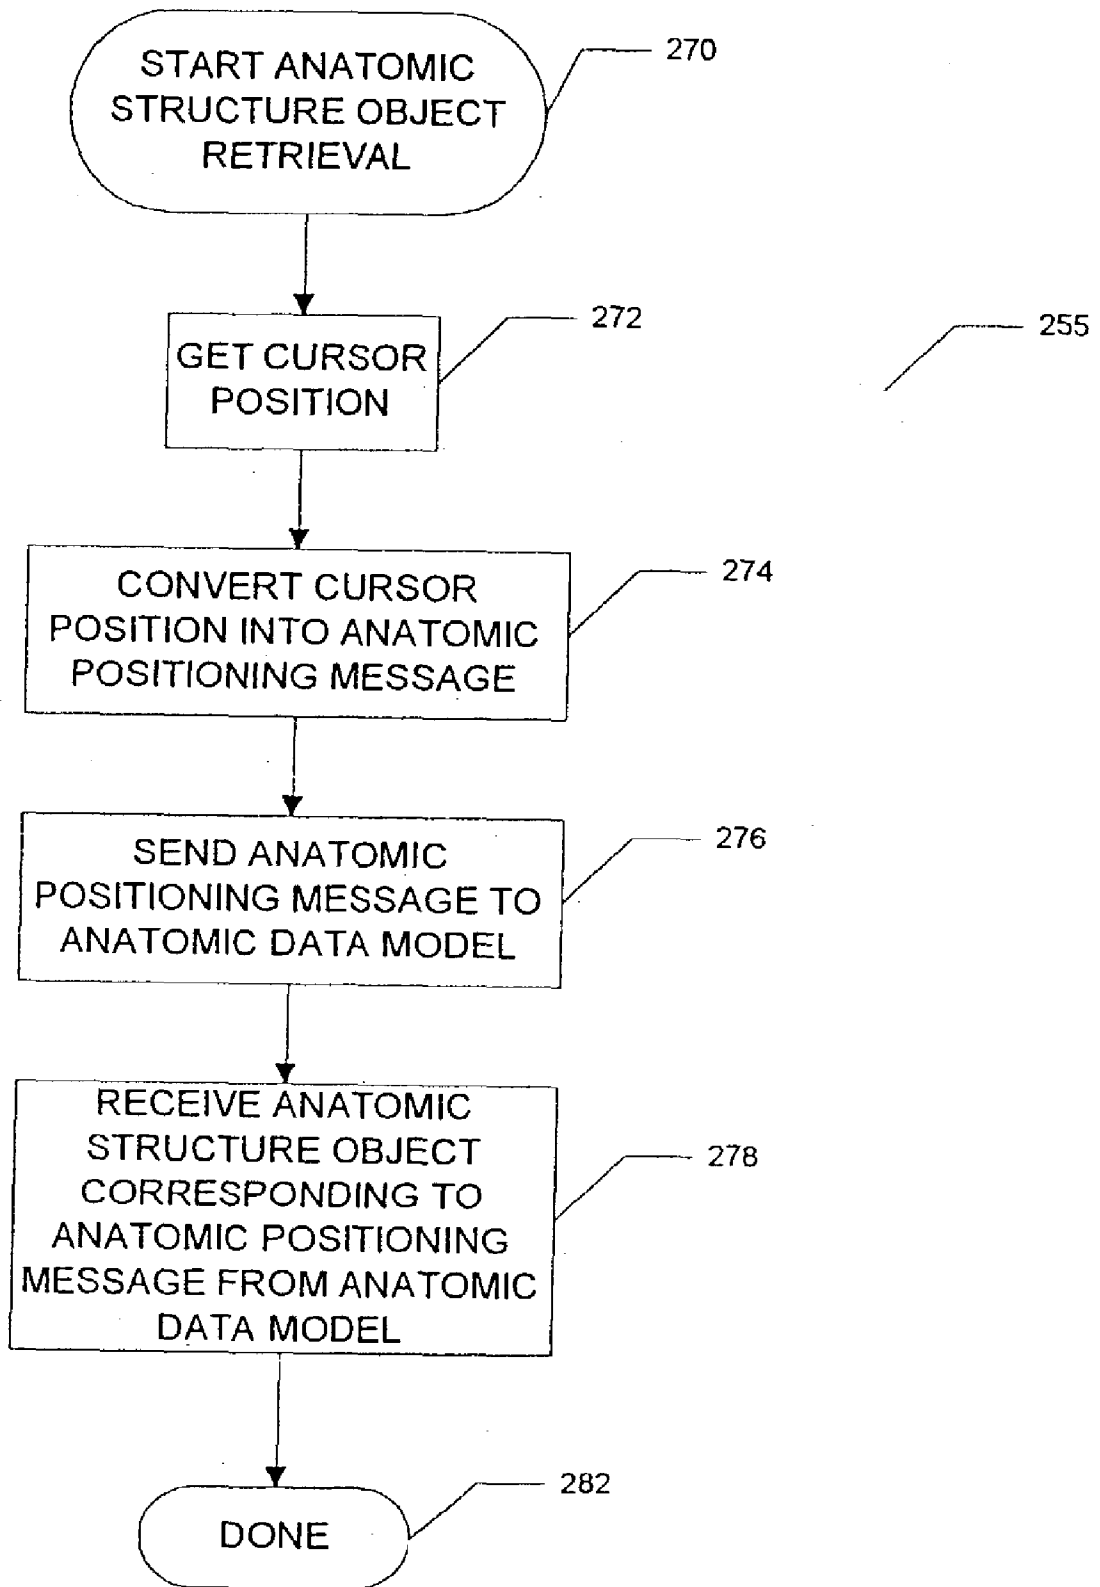 START ANATOMIC
STRUCTURE OBJECT
RETRIEVAL
270
GET CURSOR
POSITION
272
255
CONVERT CURSOR
POSITION INTO ANATOMIC
POSITIONING MESSAGE
274
SEND ANATOMIC
POSITIONING MESSAGE TO
ANATOMIC DATA MODEL
276
RECEIVE ANATOMIC
STRUCTURE OBJECT
CORRESPONDING TO
ANATOMIC POSITIONING
MESSAGE FROM ANATOMIC
DATA MODEL
278
DONE
282